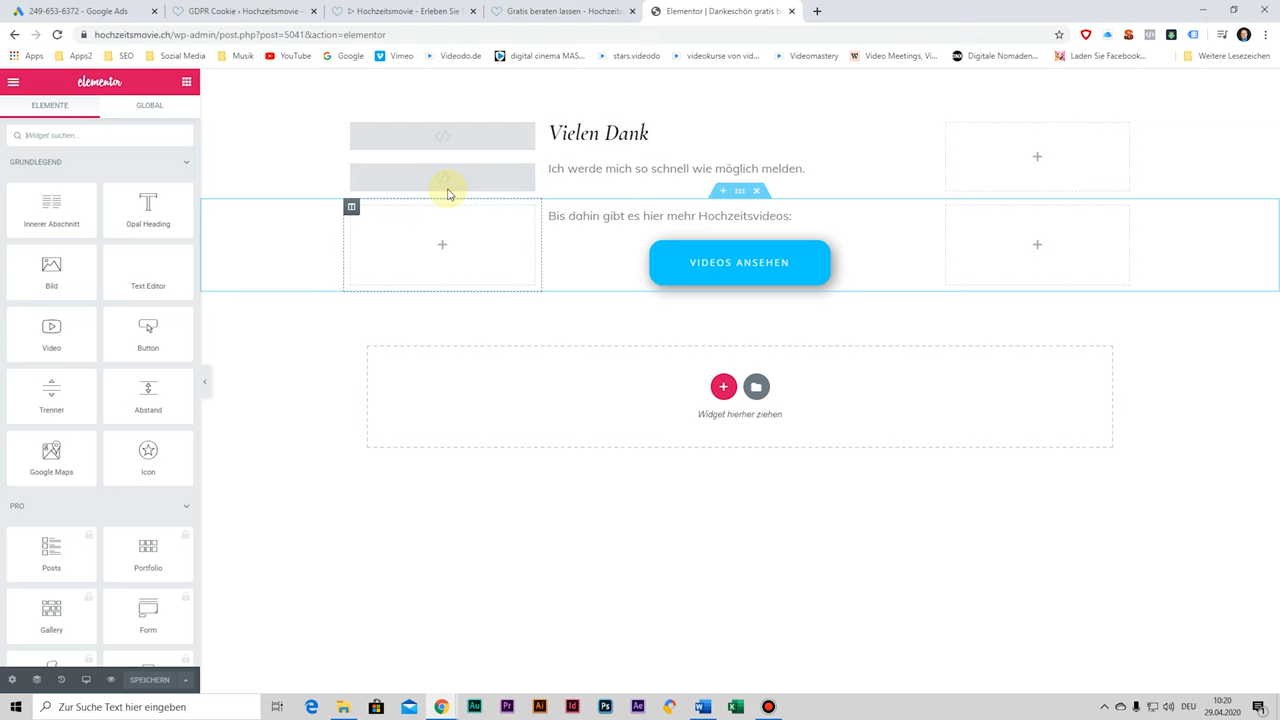 249-653-6372 – Google Ads
GDPR Cookie ‹ Hochzeitsmovie —
▷ Hochzeitsmovie - Erleben Sie
Gratis beraten lassen - Hochzeits
Elementor | Dankeschön gratis be
hochzeitsmovie.ch/wp-admin/post.php?post=5041&action=elementor
Apps
Apps2
SEO
Sozial Media
Musik
YouTube
Google
Vimeo
Videodo.de
digital cinema MAS...
stars.videodo
videokurse von vid...
Videomastery
Video Meetings, Vi...
Digitale Nomaden...
Laden Sie Facebook...
Weitere Lesezeichen
elementor
ELEMENTE
GLOBAL
Widget suchen...
GRUNDLEGEND
Innerer Abschnitt
Opal Heading
Bild
Text Editor
Video
Button
Trenner
Abstand
Google Maps
Icon
PRO
Posts
Portfolio
Gallery
Form
SPEICHERN
Vielen Dank
Ich werde mich so schnell wie möglich melden.
Bis dahin gibt es hier mehr Hochzeitsvideos:
VIDEOS ANSEHEN
Widget hierher ziehen
Zur Suche Text hier eingeben
DEU
10:20
29.04.2020